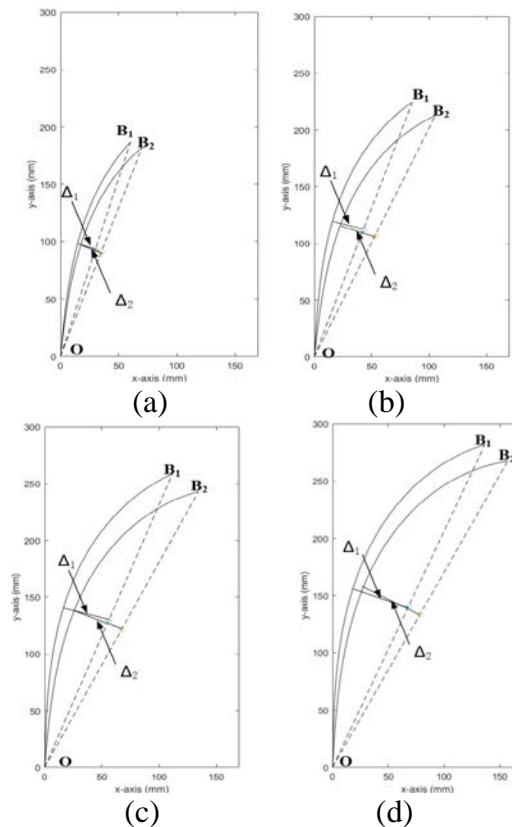 300
250
200
150
100
50
0
y-axis (mm)
B₁
B₂
Δ₁
Δ₂
O
0 50 100 150
x-axis (mm)
(a)
300
250
200
150
100
50
0
y-axis (mm)
B₁
B₂
Δ₁
Δ₂
O
0 50 100 150
x-axis (mm)
(b)
300
250
200
150
100
50
0
y-axis (mm)
B₁
B₂
Δ₁
Δ₂
O
0 50 100 150
x-axis (mm)
(c)
300
250
200
150
100
50
0
y-axis (mm)
B₁
B₂
Δ₁
Δ₂
O
0 50 100 150
x-axis (mm)
(d)